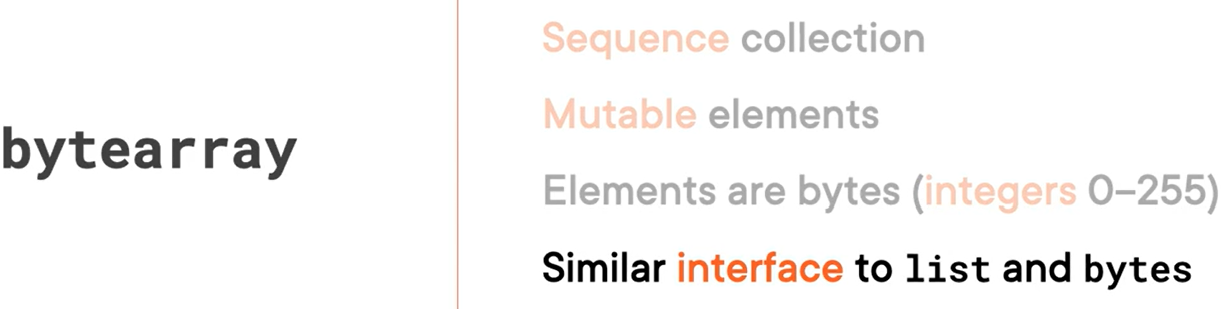 bytearray
Sequence collection
Mutable elements
Elements are bytes (integers 0–255)
Similar interface to list and bytes